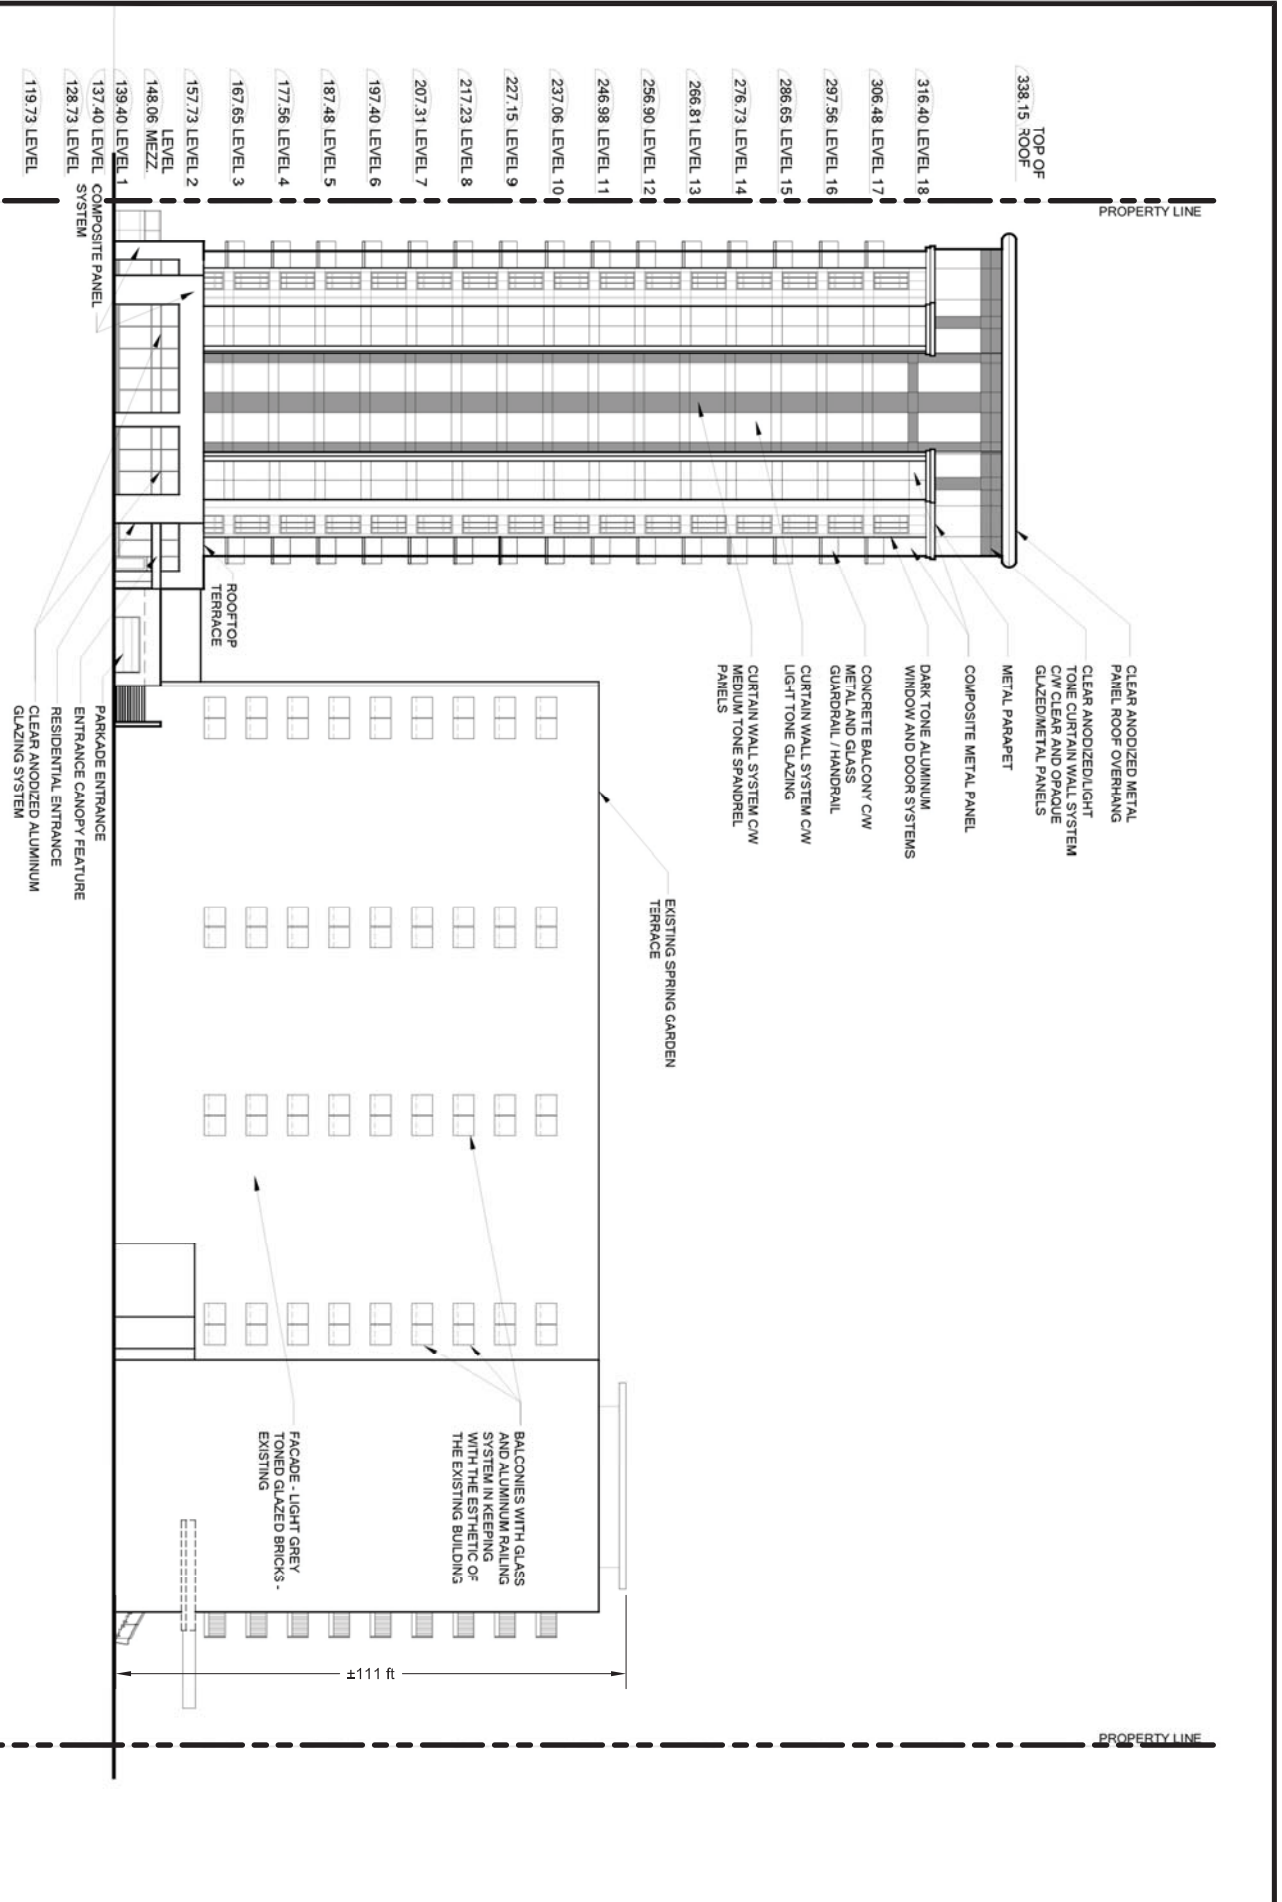 TOP OF
338.15 ROOF
316.40 LEVEL 18
306.48 LEVEL 17
297.56 LEVEL 16
286.65 LEVEL 15
276.73 LEVEL 14
266.81 LEVEL 13
256.90 LEVEL 12
246.98 LEVEL 11
237.06 LEVEL 10
227.15 LEVEL 9
217.23 LEVEL 8
207.31 LEVEL 7
197.40 LEVEL 6
187.48 LEVEL 5
177.56 LEVEL 4
167.65 LEVEL 3
157.73 LEVEL 2
LEVEL
148.06 MEZZ.
139.40 LEVEL 1
137.40 LEVEL
128.73 LEVEL
119.73 LEVEL
PROPERTY LINE
COMPOSITE PANEL
SYSTEM
ROOFTOP
TERRACE
CLEAR ANODIZED METAL
PANEL ROOF OVERHANG
CLEAR ANODIZED/LIGHT
TONE CURTAIN WALL SYSTEM
C/W CLEAR AND OPAQUE
GLAZED/METAL PANELS
METAL PARAPET
COMPOSITE METAL PANEL
DARK TONE ALUMINUM
WINDOW AND DOOR SYSTEMS
CONCRETE BALCONY C/W
METAL AND GLASS
GUARDRAIL / HANDRAIL
CURTAIN WALL SYSTEM C/W
LIGHT TONE GLAZING
CURTAIN WALL SYSTEM C/W
MEDIUM TONE SPANDREL
PANELS
PARKADE ENTRANCE
ENTRANCE CANOPY FEATURE
RESIDENTIAL ENTRANCE
CLEAR ANODIZED ALUMINUM
GLAZING SYSTEM
EXISTING SPRING GARDEN
TERRACE
BALCONIES WITH GLASS
AND ALUMINUM RAILING
SYSTEM IN KEEPING
WITH THE ESTHETIC OF
THE EXISTING BUILDING
FACADE - LIGHT GREY
TONED GLAZED BRICKS -
EXISTING
±111 ft
PROPERTY LINE